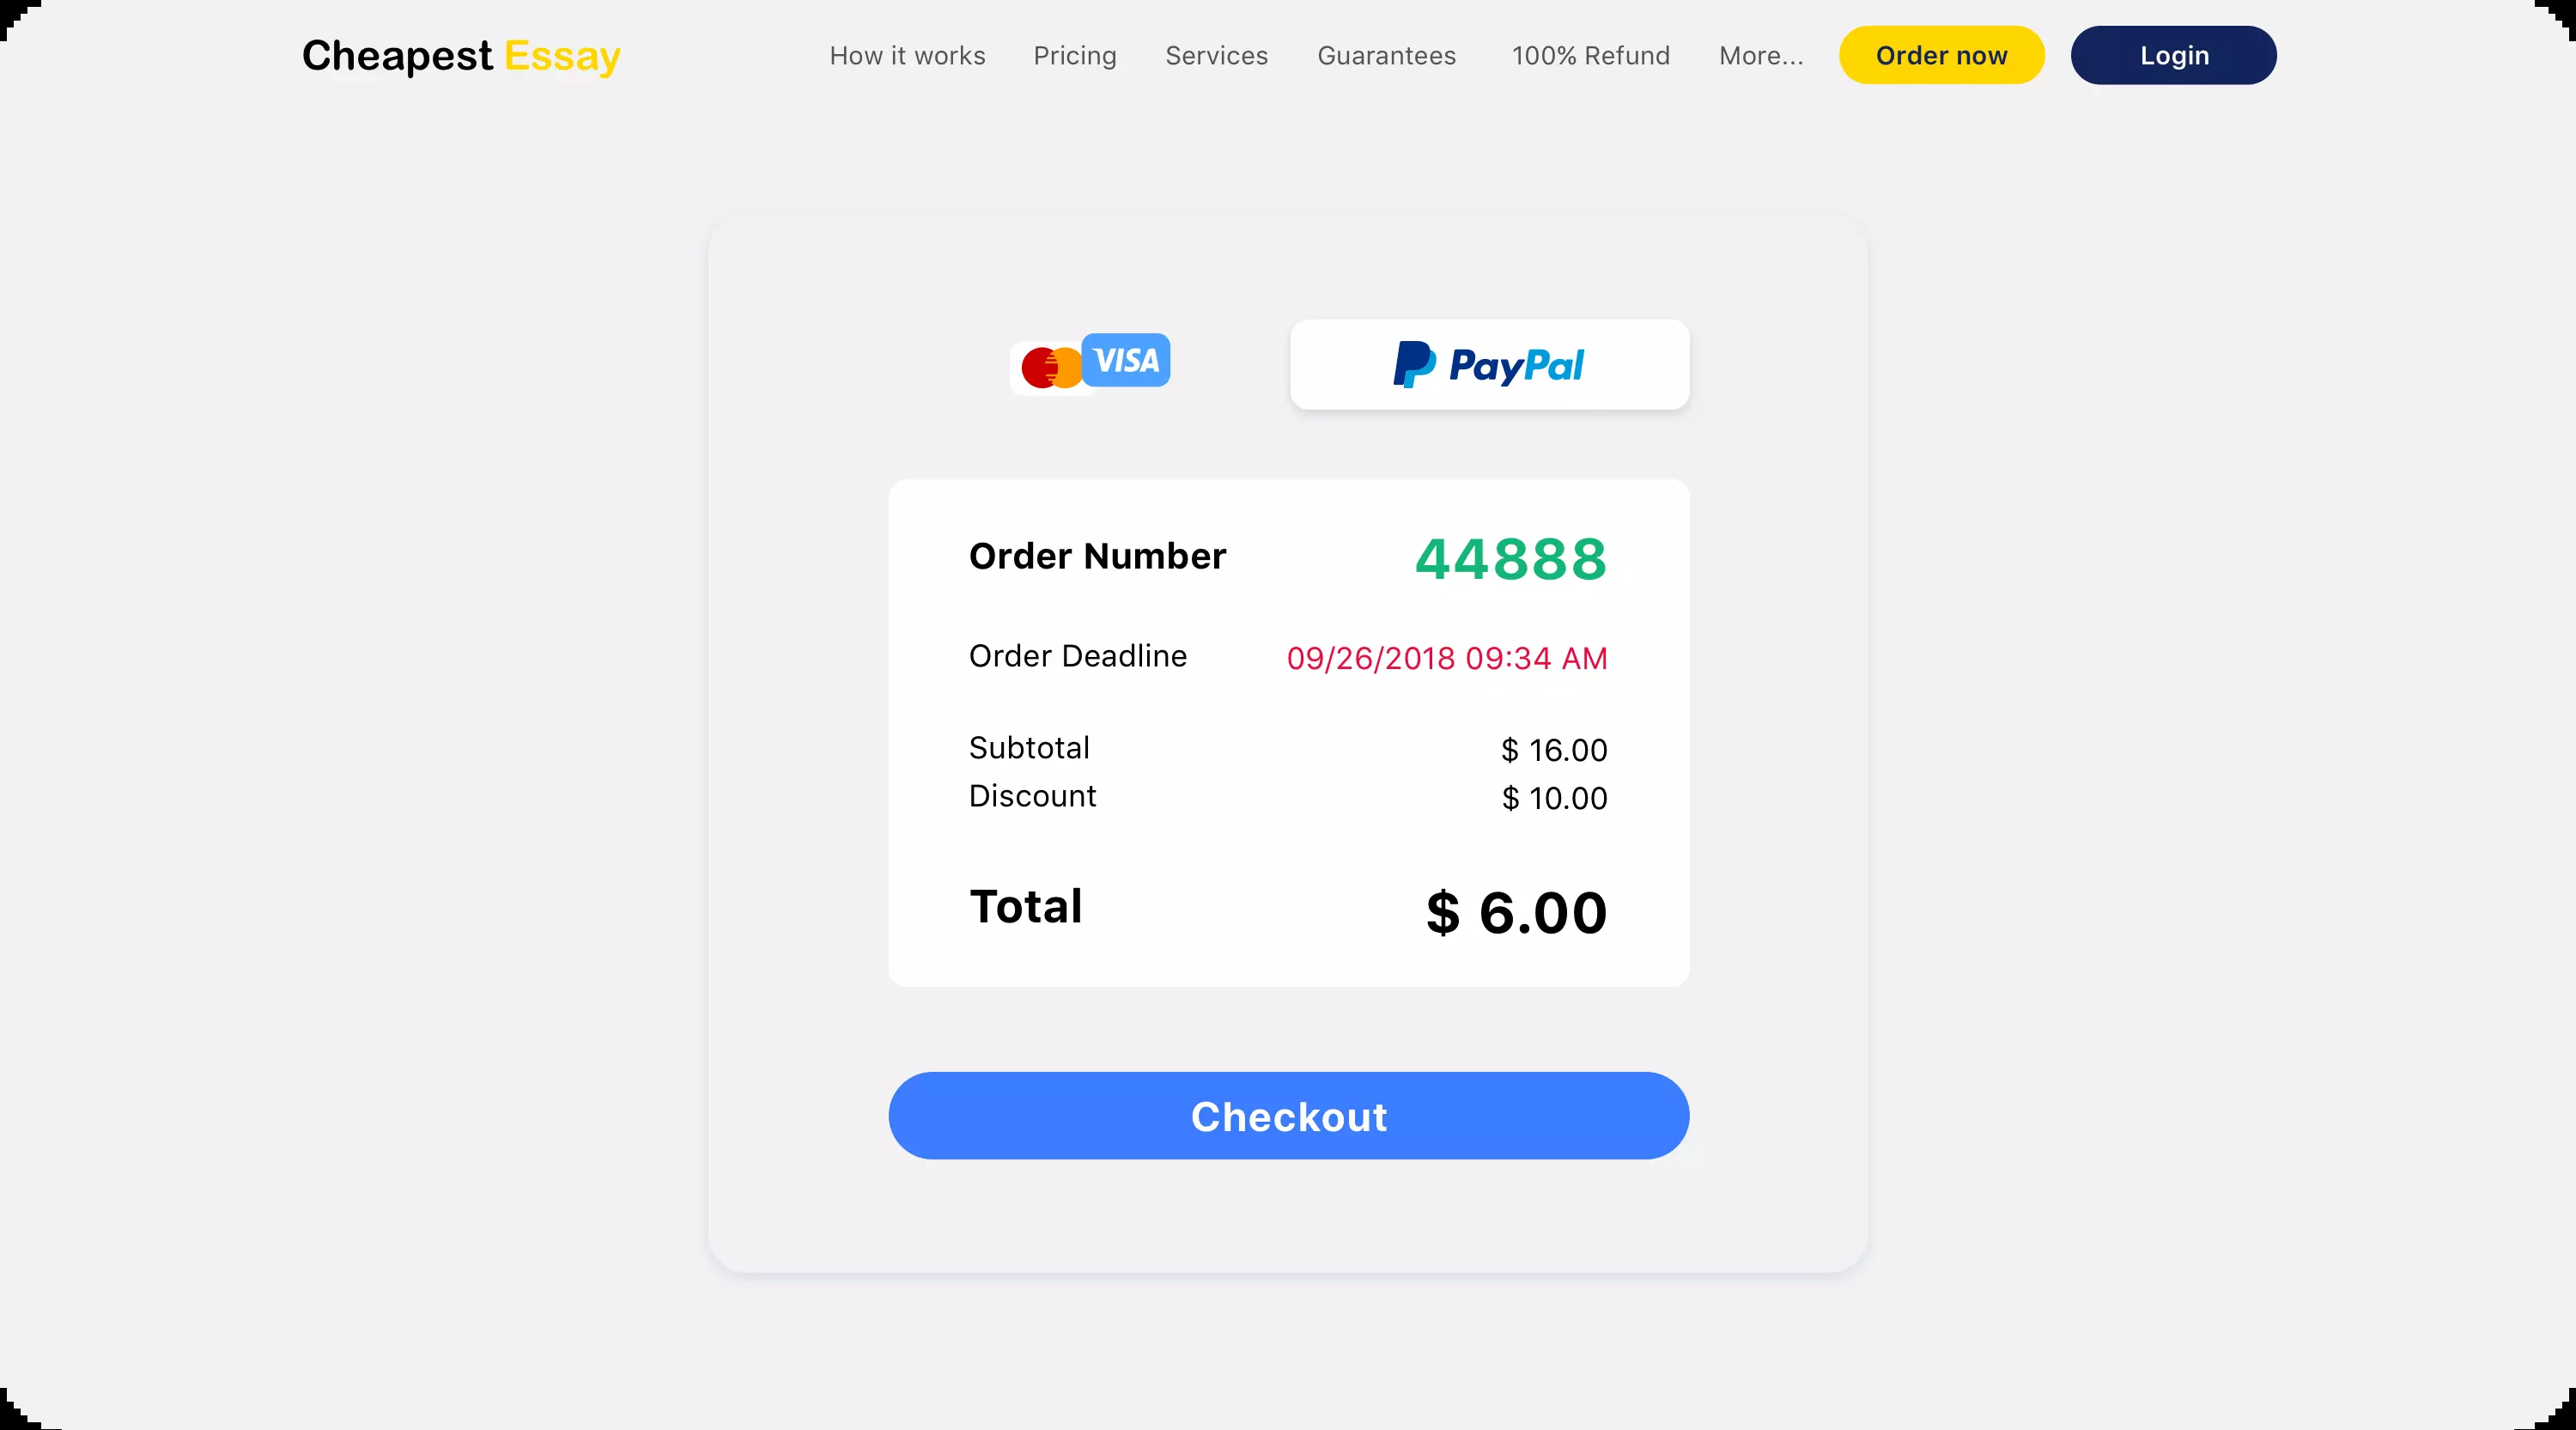 Cheapest Essay How it works Pricing Services Guarantees 100% Refund More... Order now Login
VISA PayPal
Order Number 44888
Order Deadline 09/26/2018 09:34 AM
Subtotal $ 16.00
Discount $ 10.00
Total $ 6.00
Checkout